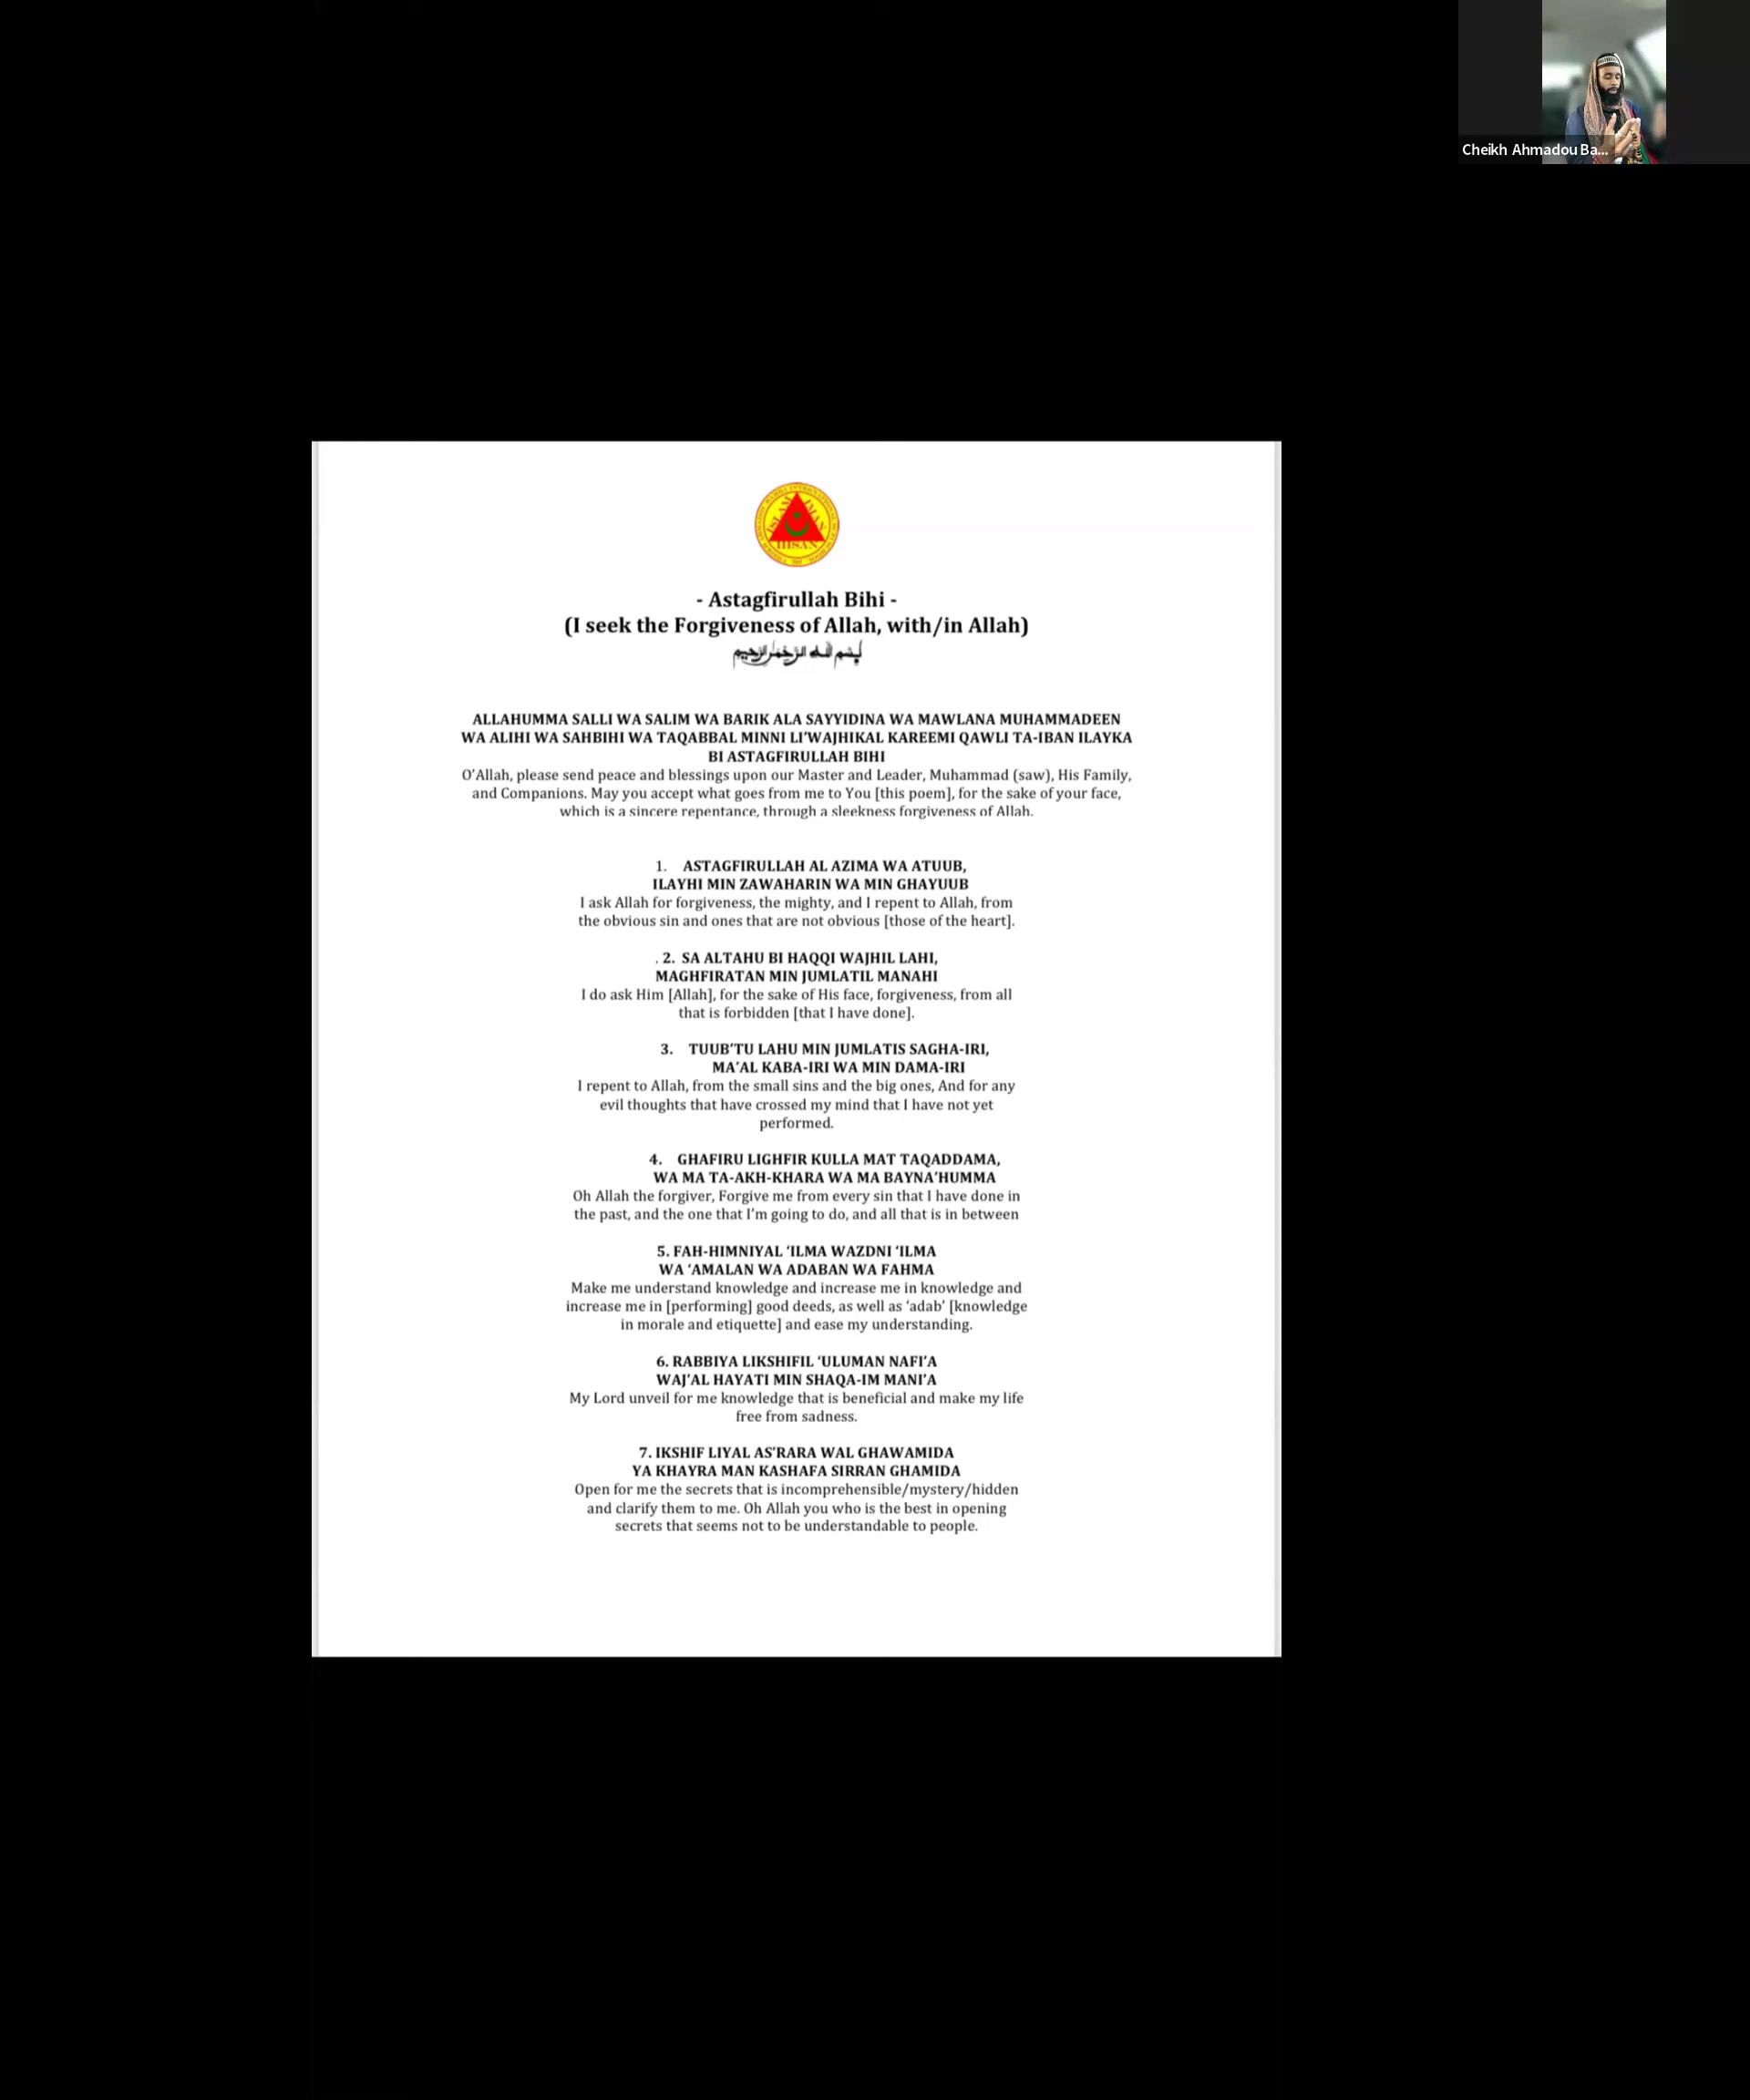 Cheikh Ahmadou Ba...
ISLAM IMAN
IHSAN
- Astagfirullah Bihi -
(I seek the Forgiveness of Allah, with/in Allah)
بسم الله الرحمن الرحيم
ALLAHUMMA SALLI WA SALIM WA BARIK ALA SAYYIDINA WA MAWLANA MUHAMMADEEN
WA ALIHI WA SAHBIHI WA TAQABBAL MINNI LI’WAJHIKAL KAREEMI QAWLI TA-IBAN ILAYKA
BI ASTAGFIRULLAH BIHI
O’Allah, please send peace and blessings upon our Master and Leader, Muhammad (saw), His Family,
and Companions. May you accept what goes from me to You [this poem], for the sake of your face,
which is a sincere repentance, through a sleekness forgiveness of Allah.
1. ASTAGFIRULLAH AL AZIMA WA ATUUB,
ILAYHI MIN ZAWAHARIN WA MIN GHAYUUB
I ask Allah for forgiveness, the mighty, and I repent to Allah, from
the obvious sin and ones that are not obvious [those of the heart].
. 2. SA ALTAHU BI HAQQI WAJHIL LAHI,
MAGHFIRATAN MIN JUMLATIL MANAHI
I do ask Him [Allah], for the sake of His face, forgiveness, from all
that is forbidden [that I have done].
3. TUUB’TU LAHU MIN JUMLATIS SAGHA-IRI,
MA’AL KABA-IRI WA MIN DAMA-IRI
I repent to Allah, from the small sins and the big ones, And for any
evil thoughts that have crossed my mind that I have not yet
performed.
4. GHAFIRU LIGHFIR KULLA MAT TAQADDAMA,
WA MA TA-AKH-KHARA WA MA BAYNA’HUMMA
Oh Allah the forgiver, Forgive me from every sin that I have done in
the past, and the one that I’m going to do, and all that is in between
5. FAH-HIMNIYAL ‘ILMA WAZDNI ‘ILMA
WA ‘AMALAN WA ADABAN WA FAHMA
Make me understand knowledge and increase me in knowledge and
increase me in [performing] good deeds, as well as ‘adab’ [knowledge
in morale and etiquette] and ease my understanding.
6. RABBIYA LIKSHIFIL ‘ULUMAN NAFI’A
WAJ’AL HAYATI MIN SHAQA-IM MANI’A
My Lord unveil for me knowledge that is beneficial and make my life
free from sadness.
7. IKSHIF LIYAL AS’RARA WAL GHAWAMIDA
YA KHAYRA MAN KASHAFA SIRRAN GHAMIDA
Open for me the secrets that is incomprehensible/mystery/hidden
and clarify them to me. Oh Allah you who is the best in opening
secrets that seems not to be understandable to people.